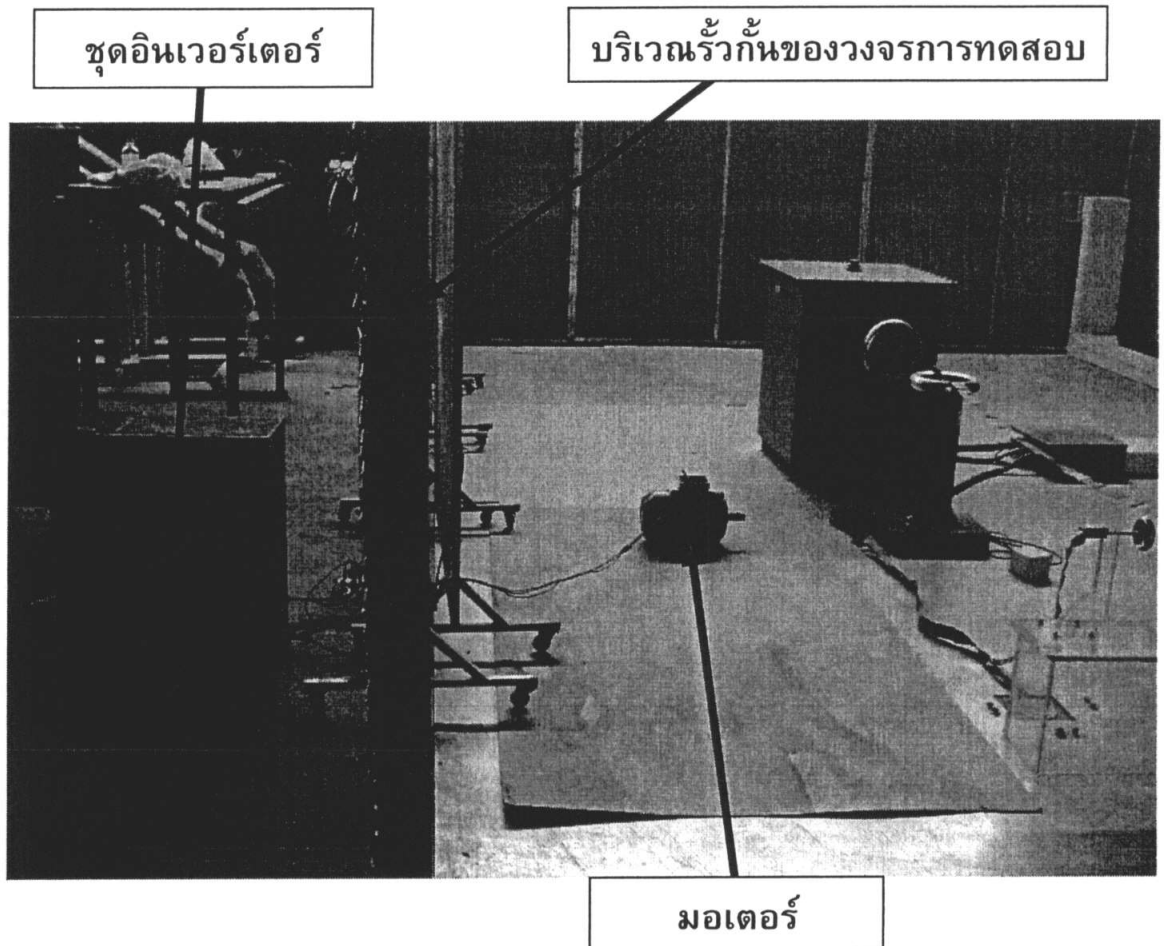 ชุดอินเวอร์เตอร์
บริเวณรั้วกั้นของวงจรการทดสอบ
มอเตอร์